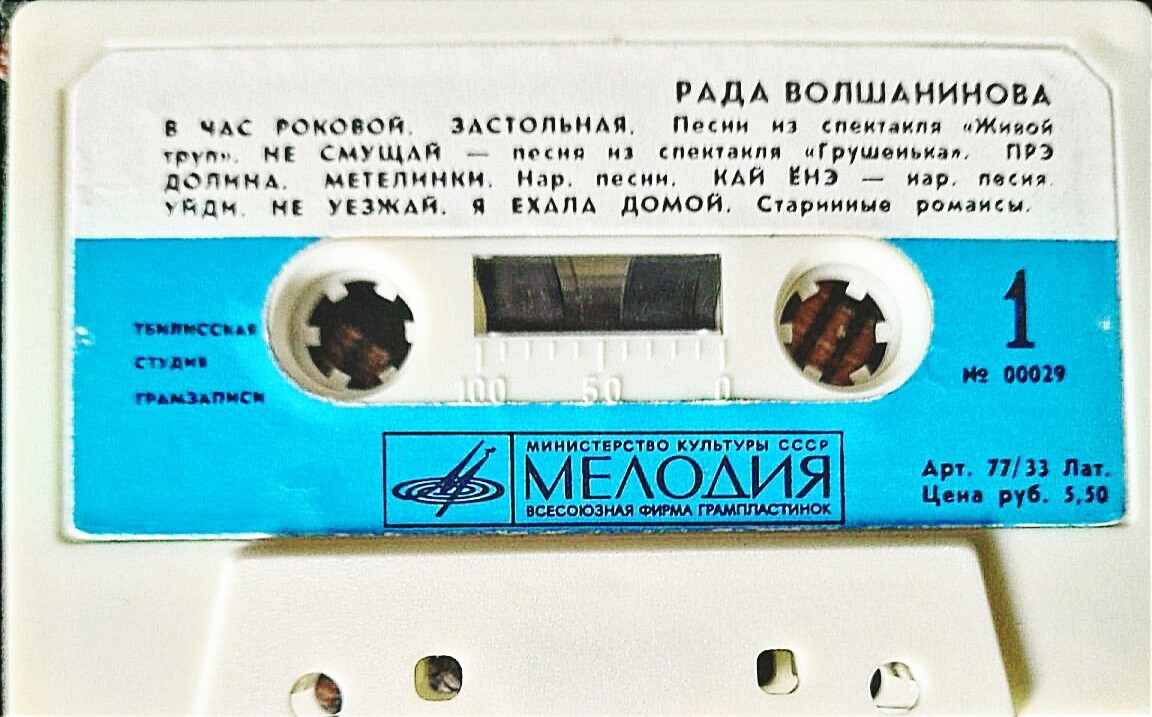 РАДА ВОЛШАНИНОВА
В ЧАС РОКОВОЙ. ЗАСТОЛЬНАЯ. Песни из спектакля «Живой
труп». НЕ СМУЩАЙ — песня из спектакля «Грушенька». ПРЭ
ДОЛИНА. МЕТЕЛИНКИ. Нар. песни. КАЙ ЁНЭ — нар. песня.
УЙДИ. НЕ УЕЗЖАЙ. Я ЕХАЛА ДОМОЙ. Старинные романсы.
ТБИЛИССКАЯ
СТУДИЯ
ГРАМЗАПИСИ
100 50 0
1
№ 00029
МИНИСТЕРСТВО КУЛЬТУРЫ СССР
МЕЛОДИЯ
ВСЕСОЮЗНАЯ ФИРМА ГРАМПЛАСТИНОК
Арт. 77/33 Лат.
Цена руб. 5,50